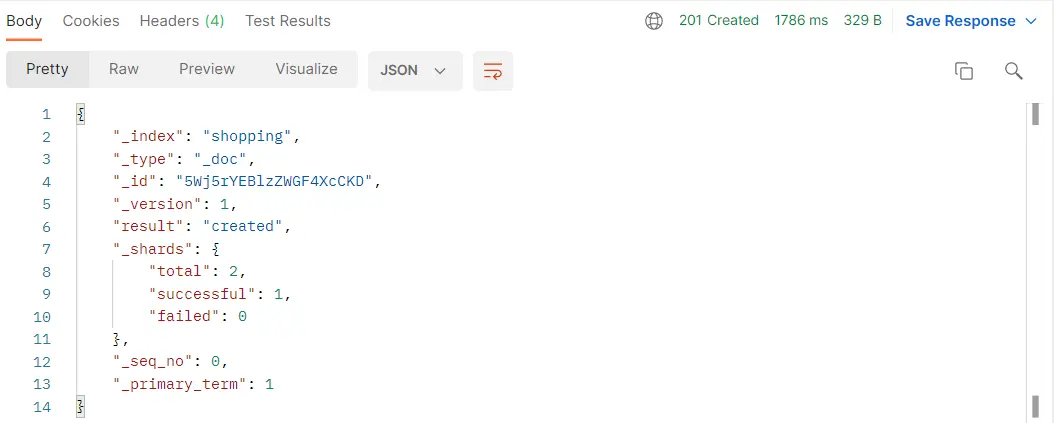 Body Cookies Headers (4) Test Results 201 Created 1786 ms 329 B Save Response
Pretty Raw Preview Visualize JSON
1 {
2 "_index": "shopping",
3 "_type": "_doc",
4 "_id": "5Wj5rYEBlzZWGF4XcCKD",
5 "_version": 1,
6 "result": "created",
7 "_shards": {
8 "total": 2,
9 "successful": 1,
10 "failed": 0
11 },
12 "_seq_no": 0,
13 "_primary_term": 1
14 }